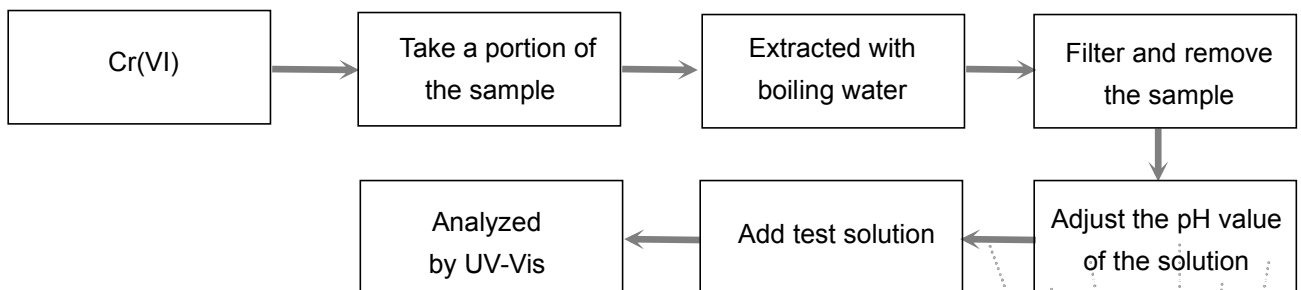 Cr(VI)
Take a portion of
the sample
Extracted with
boiling water
Filter and remove
the sample
Adjust the pH value
of the solution
Add test solution
Analyzed
by UV-Vis